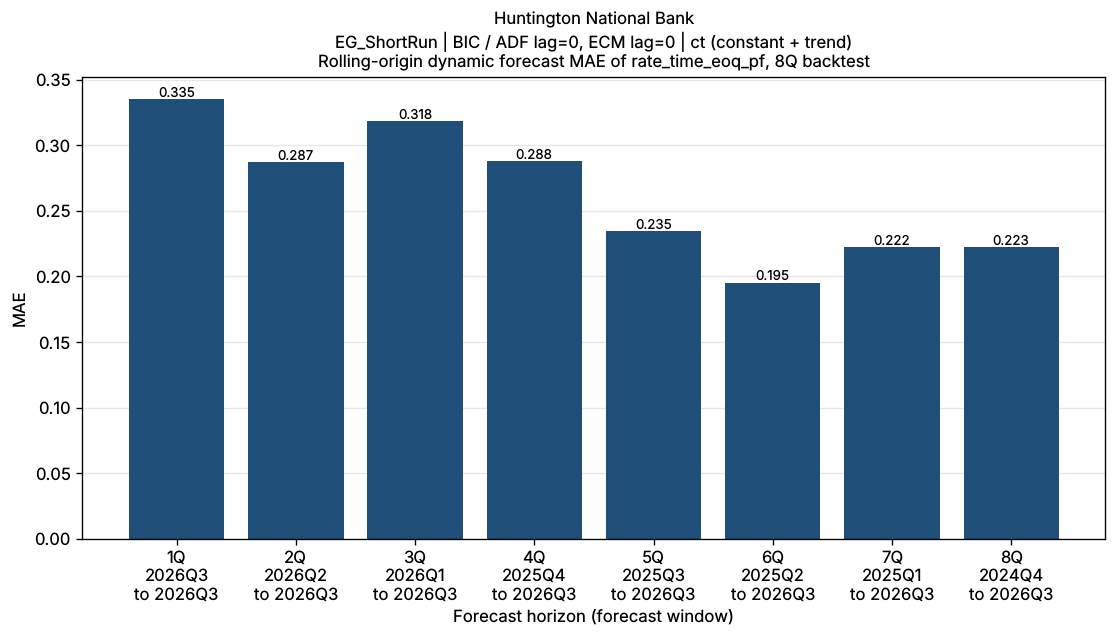 Huntington National Bank
EG_ShortRun | BIC / ADF lag=0, ECM lag=0 | ct (constant + trend)
Rolling-origin dynamic forecast MAE of rate_time_eoq_pf, 8Q backtest
MAE
0.35
0.30
0.25
0.20
0.15
0.10
0.05
0.00
0.335
0.287
0.318
0.288
0.235
0.195
0.222
0.223
1Q
2026Q3
to 2026Q3
2Q
2026Q2
to 2026Q3
3Q
2026Q1
to 2026Q3
4Q
2025Q4
to 2026Q3
5Q
2025Q3
to 2026Q3
6Q
2025Q2
to 2026Q3
7Q
2025Q1
to 2026Q3
8Q
2024Q4
to 2026Q3
Forecast horizon (forecast window)